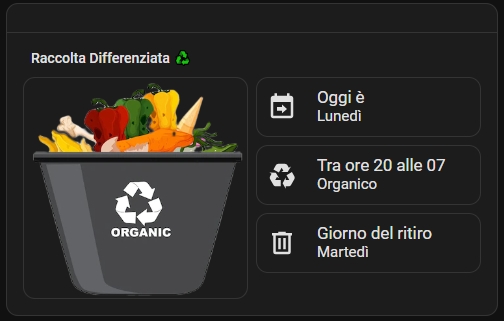 Raccolta Differenziata
ORGANIC
Oggi è
Lunedì
Tra ore 20 alle 07
Organico
Giorno del ritiro
Martedì